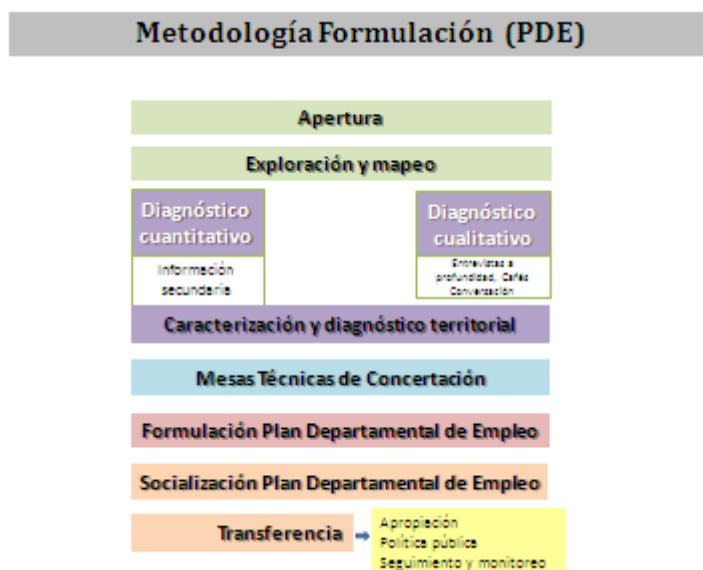 Metodología Formulación (PDE)
Apertura
Exploración y mapeo
Diagnóstico
cuantitativo
Información
secundaria
Diagnóstico
cualitativo
Entrevistas a
profundidad, Cafés
Conversación
Caracterización y diagnóstico territorial
Mesas Técnicas de Concertación
Formulación Plan Departamental de Empleo
Socialización Plan Departamental de Empleo
Transferencia
Apropiación
Política pública
Seguimiento y monitoreo